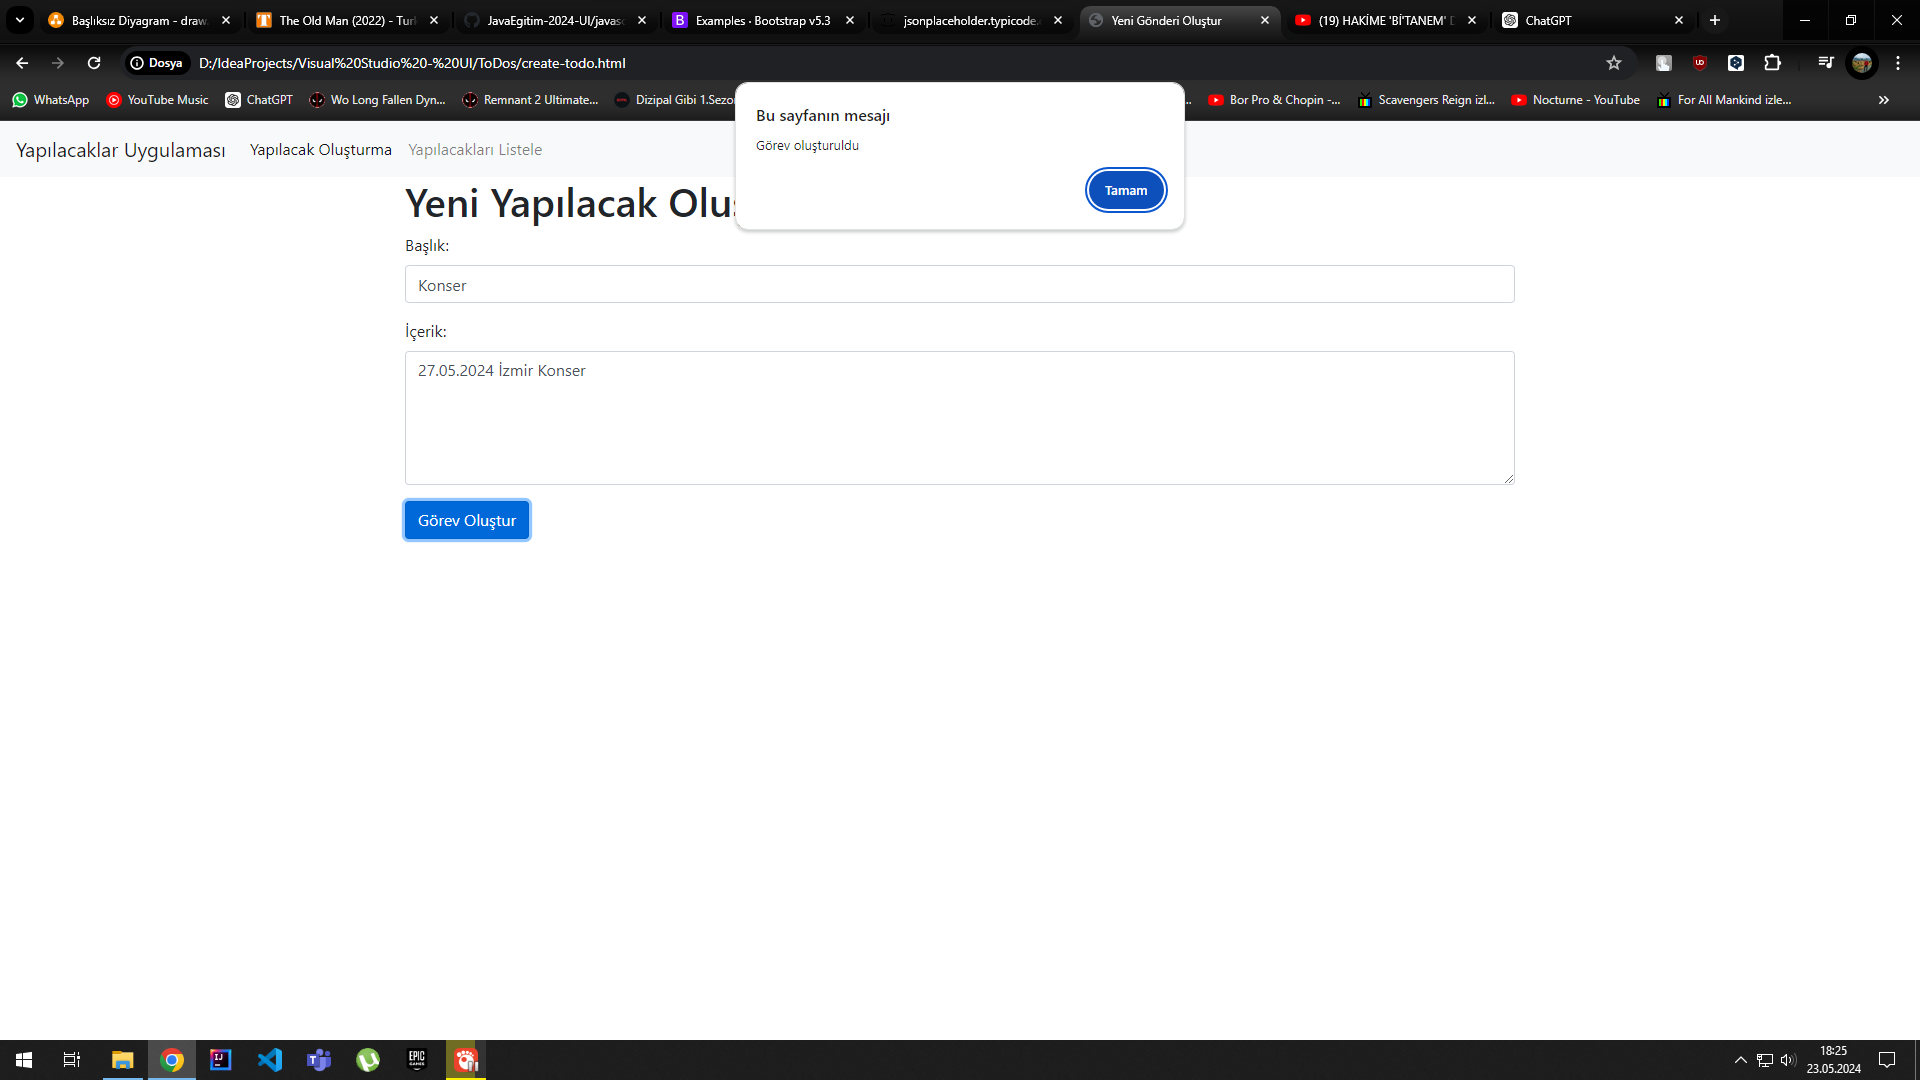 Başlıksız Diyagram - draw.
The Old Man (2022) - Turk
JavaEgitim-2024-UI/javasc
Examples · Bootstrap v5.3
jsonplaceholder.typicode.
Yeni Gönderi Oluştur
(19) HAKİME 'Bİ'TANEM'
ChatGPT
Dosya
D:/IdeaProjects/Visual%20Studio%20-%20UI/ToDos/create-todo.html
WhatsApp
YouTube Music
ChatGPT
Wo Long Fallen Dyn...
Remnant 2 Ultimate...
Dizipal Gibi 1.Sezo
Bor Pro & Chopin -...
Scavengers Reign izl...
Nocturne - YouTube
For All Mankind izle...
Bu sayfanın mesajı
Görev oluşturuldu
Tamam
Yapılacaklar Uygulaması
Yapılacak Oluşturma
Yapılacakları Listele
Yeni Yapılacak Oluş
Başlık:
Konser
İçerik:
27.05.2024 İzmir Konser
Görev Oluştur
18:25
23.05.2024